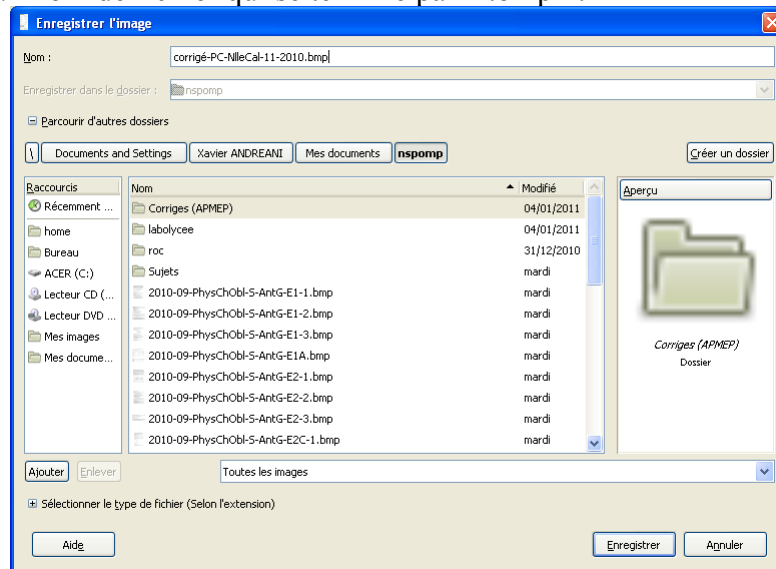 Enregistrer l'image
Nom : corrigé-PC-NlleCal-11-2010.bmp
Enregistrer dans le dossier : nspomp
Parcourir d'autres dossiers
\ Documents and Settings Xavier ANDREANI Mes documents nspomp Créer un dossier
Raccourcis Nom Modifié Aperçu
Récemment ... Corriges (APMEP) 04/01/2011
home labolycee 04/01/2011
Bureau roc 31/12/2010
ACER (C:) Sujets mardi
Lecteur CD (... 2010-09-PhysChObl-S-AntG-E1-1.bmp mardi
Lecteur DVD ... 2010-09-PhysChObl-S-AntG-E1-2.bmp mardi
Mes images 2010-09-PhysChObl-S-AntG-E1-3.bmp mardi
Mes docume... 2010-09-PhysChObl-S-AntG-E1A.bmp mardi
2010-09-PhysChObl-S-AntG-E2-1.bmp mardi
2010-09-PhysChObl-S-AntG-E2-2.bmp mardi
2010-09-PhysChObl-S-AntG-E2-3.bmp mardi
2010-09-PhysChObl-S-AntG-E2C-1.bmp mardi
Corriges (APMEP)
Dossier
Ajouter Enlever Toutes les images
Sélectionner le type de fichier (Selon l'extension)
Aide Enregistrer Annuler